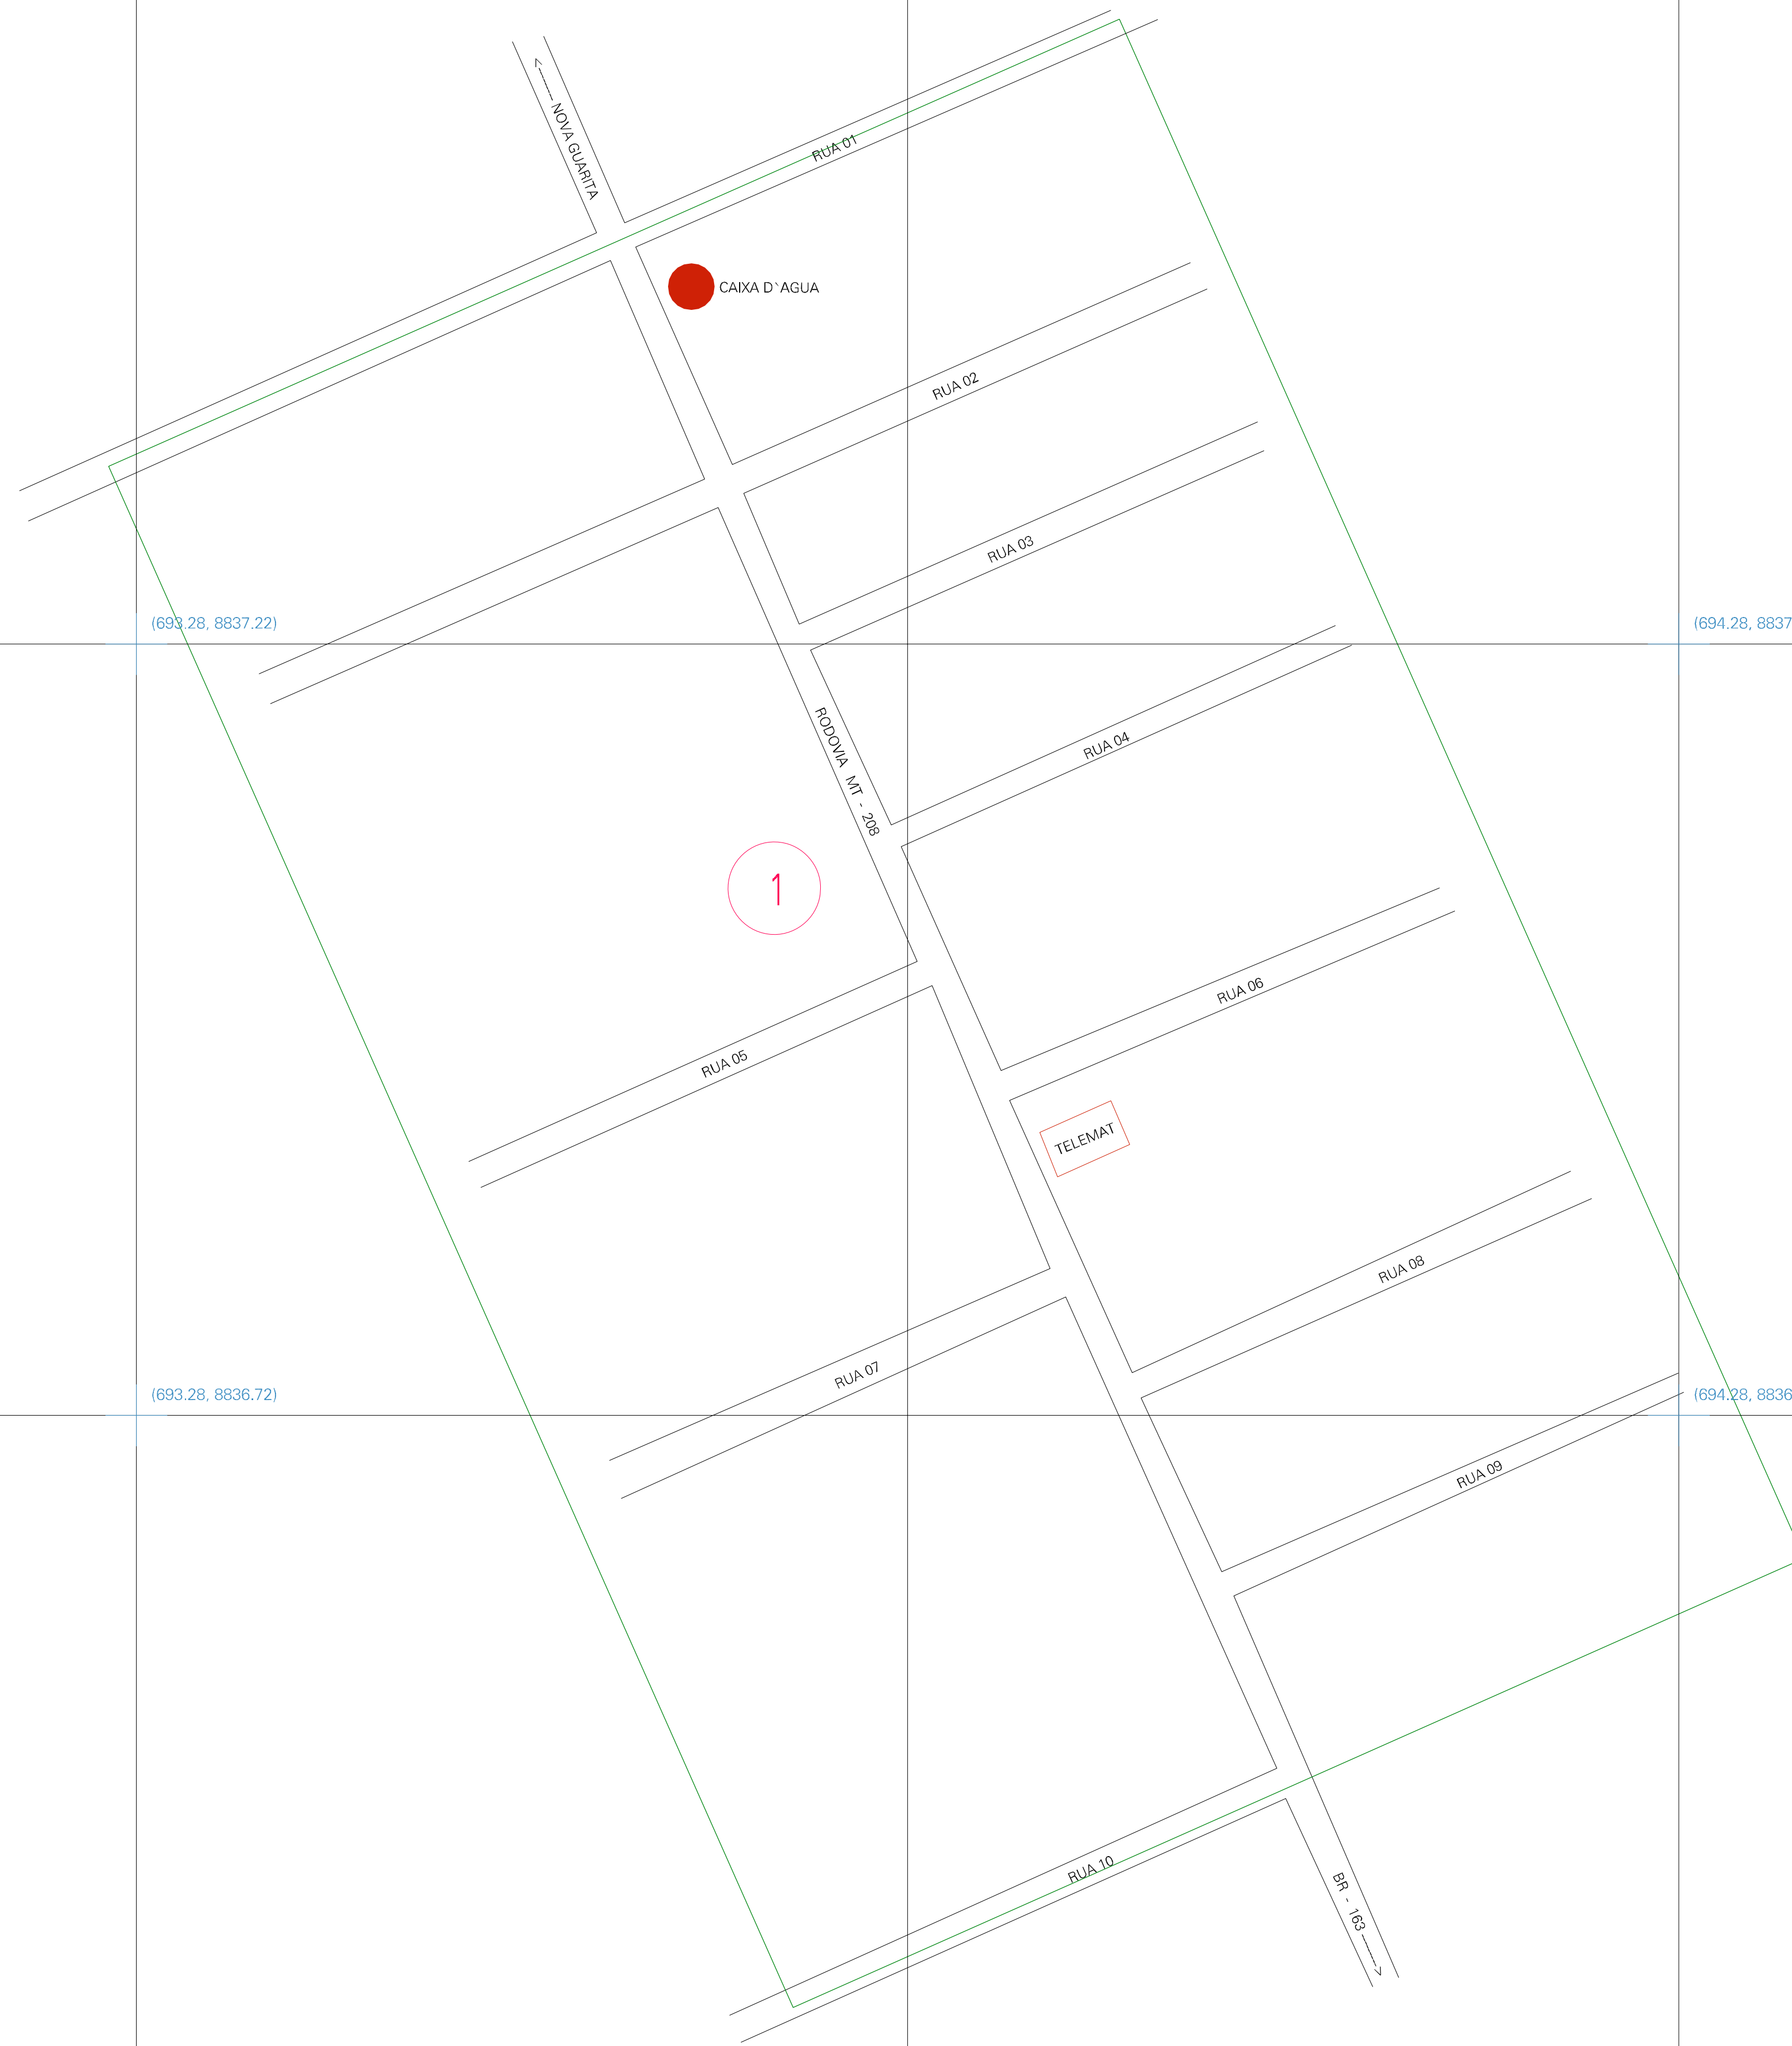 NOVA GUARITA
RUA 01
CAIXA D`AGUA
RUA 02
RUA 03
(693.28, 8837.22)
(694.28, 8837
RODOVIA MT - 208
RUA 04
1
RUA 06
RUA 05
TELEMAT
RUA 08
RUA 07
(693.28, 8836.72)
(694.28, 8836
RUA 09
RUA 10
BR - 163